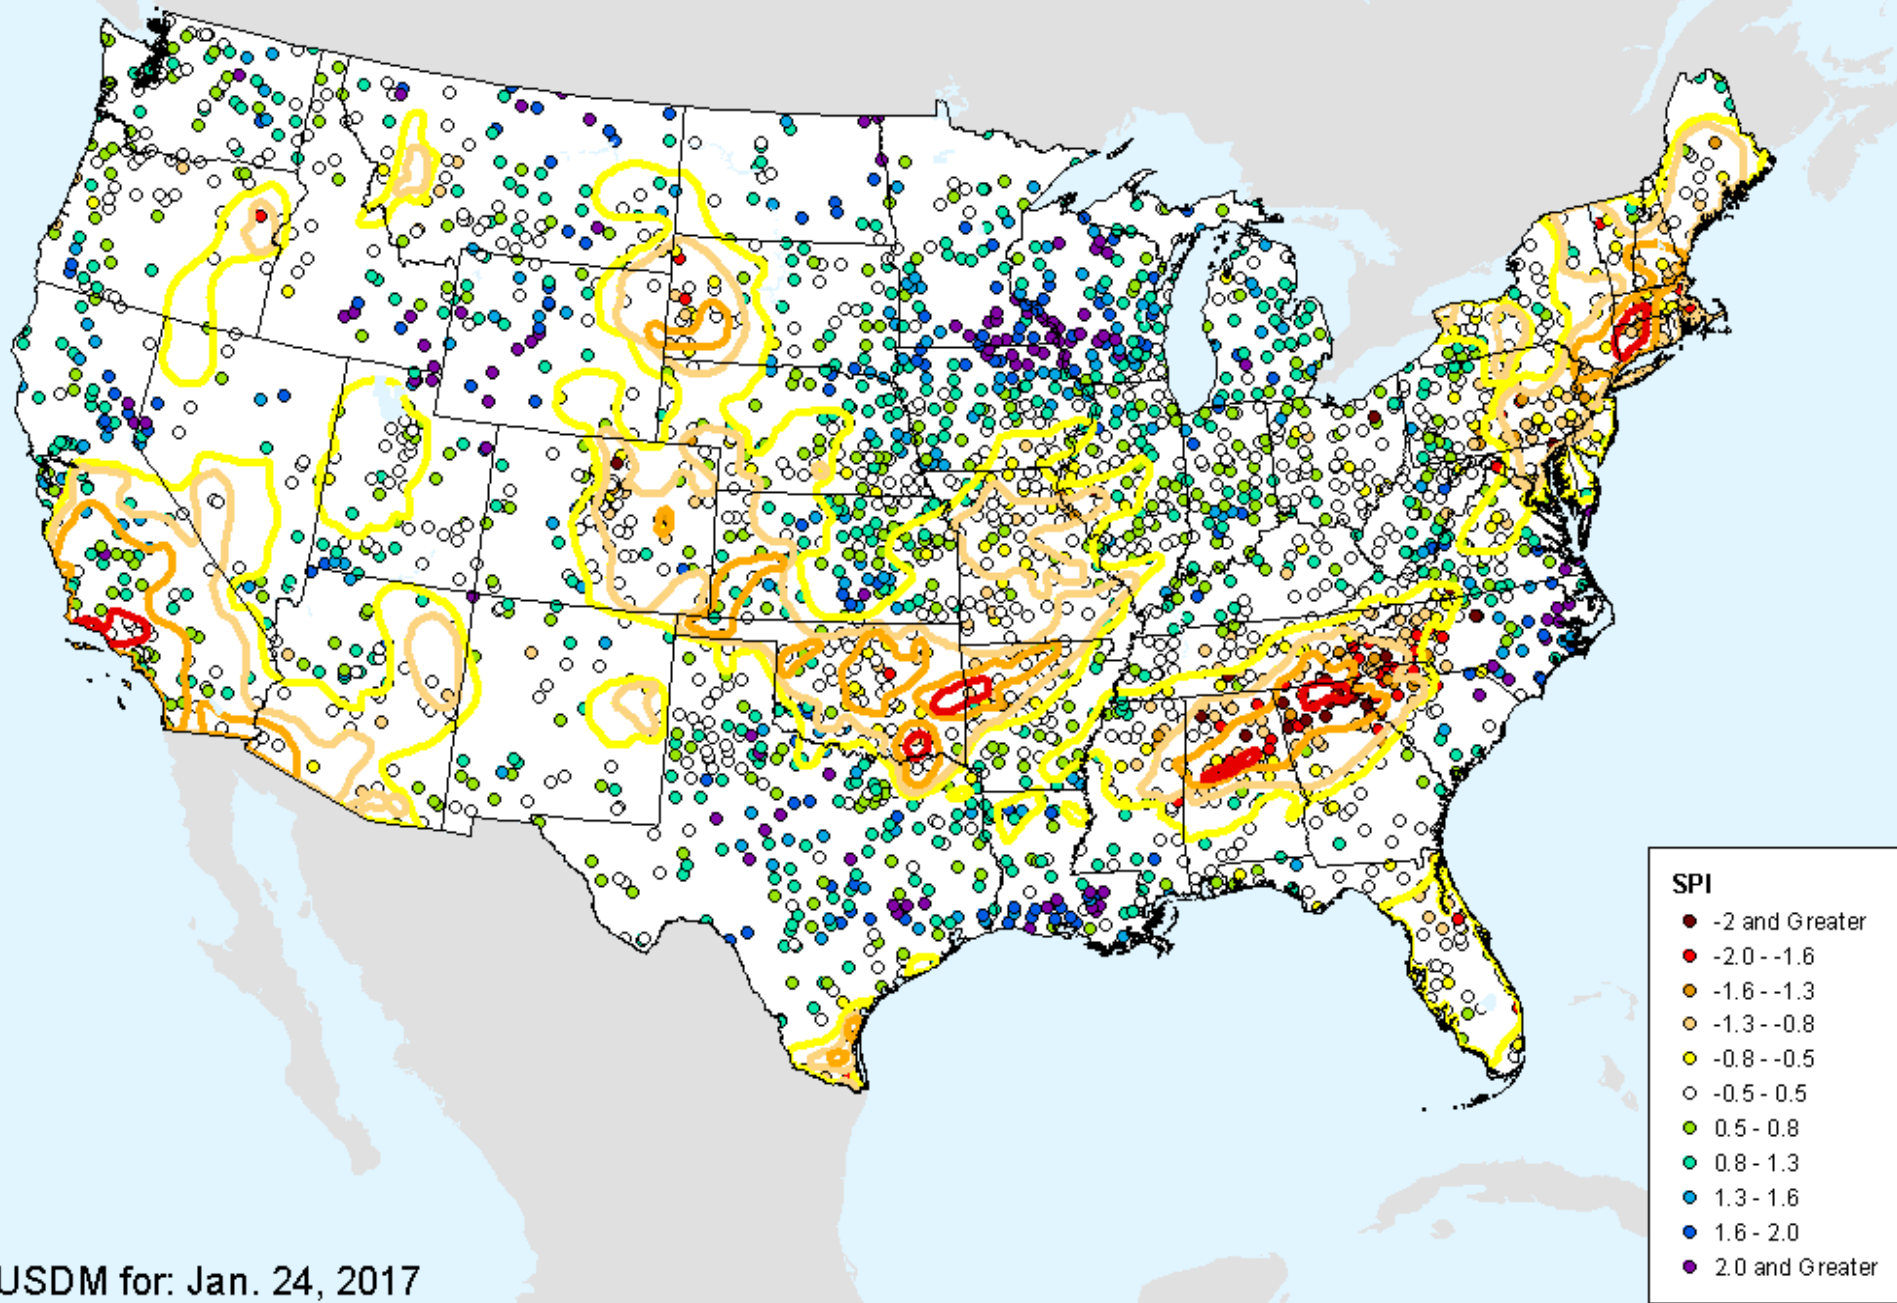 SPI
-2 and Greater
-2.0 - -1.6
-1.6 - -1.3
-1.3 - -0.8
-0.8 - -0.5
-0.5 - 0.5
0.5 - 0.8
0.8 - 1.3
1.3 - 1.6
1.6 - 2.0
2.0 and Greater
USDM for: Jan. 24, 2017